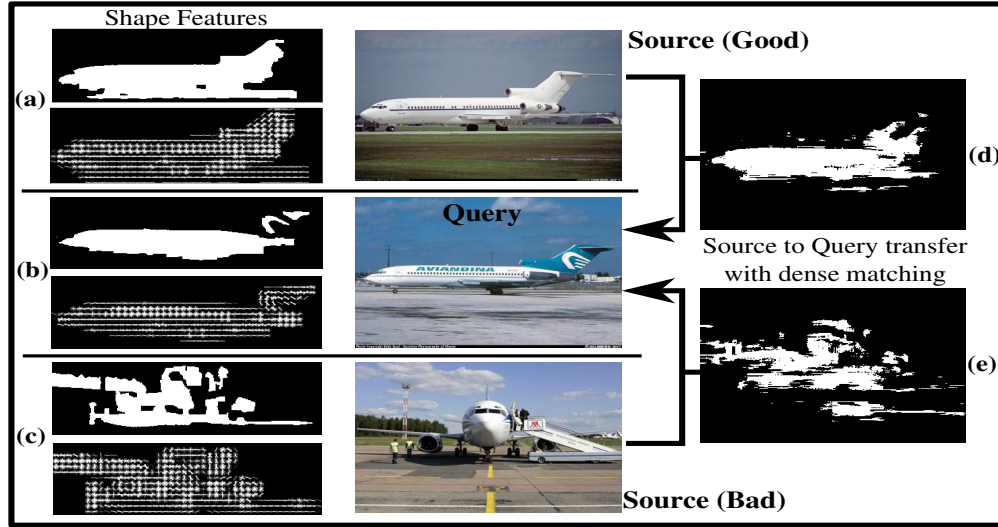 Shape Features
Source (Good)
(a)
(d)
Query
AVIANDINA
(b)
Source to Query transfer
with dense matching
(e)
(c)
Source (Bad)